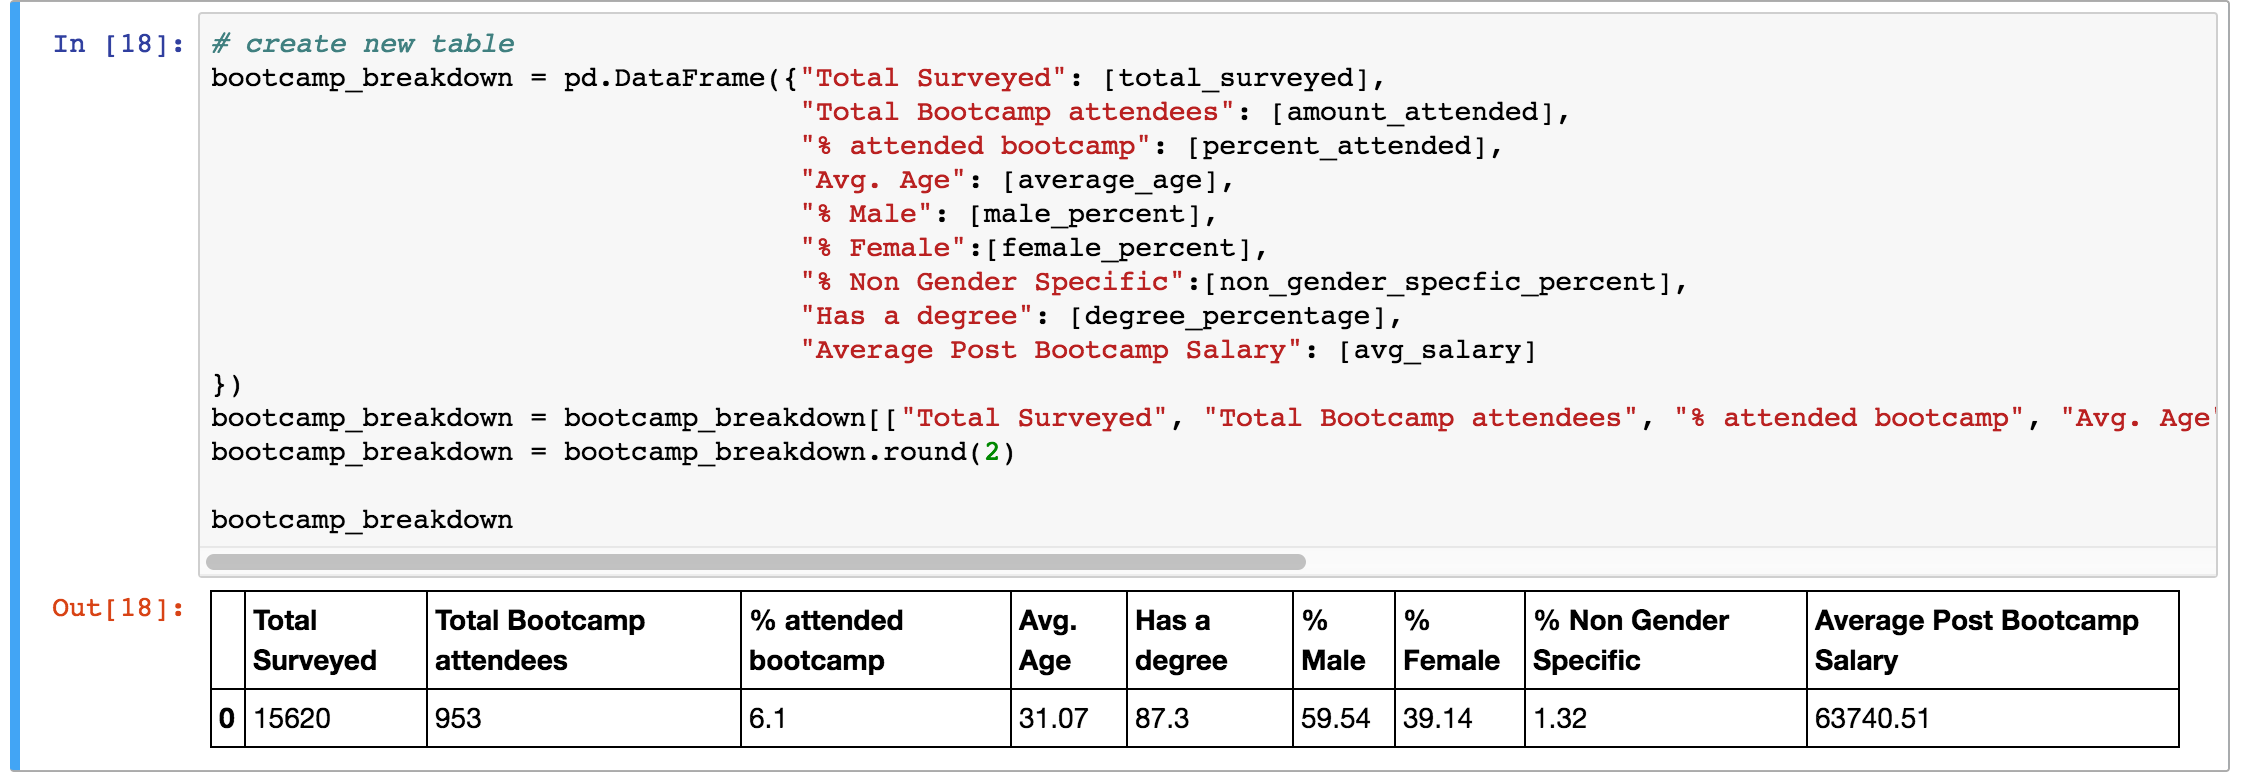 In [18]:
# create new table
bootcamp_breakdown = pd.DataFrame({"Total Surveyed": [total_surveyed],
"Total Bootcamp attendees": [amount_attended],
"% attended bootcamp": [percent_attended],
"Avg. Age": [average_age],
"% Male": [male_percent],
"% Female":[female_percent],
"% Non Gender Specific":[non_gender_specfic_percent],
"Has a degree": [degree_percentage],
"Average Post Bootcamp Salary": [avg_salary]
})
bootcamp_breakdown = bootcamp_breakdown[["Total Surveyed", "Total Bootcamp attendees", "% attended bootcamp", "Avg. Age"
bootcamp_breakdown = bootcamp_breakdown.round(2)
bootcamp_breakdown
Out[18]:
Total Surveyed	Total Bootcamp attendees	% attended bootcamp	Avg. Age	Has a degree	% Male	% Female	% Non Gender Specific	Average Post Bootcamp Salary
0	15620	953	6.1	31.07	87.3	59.54	39.14	1.32	63740.51